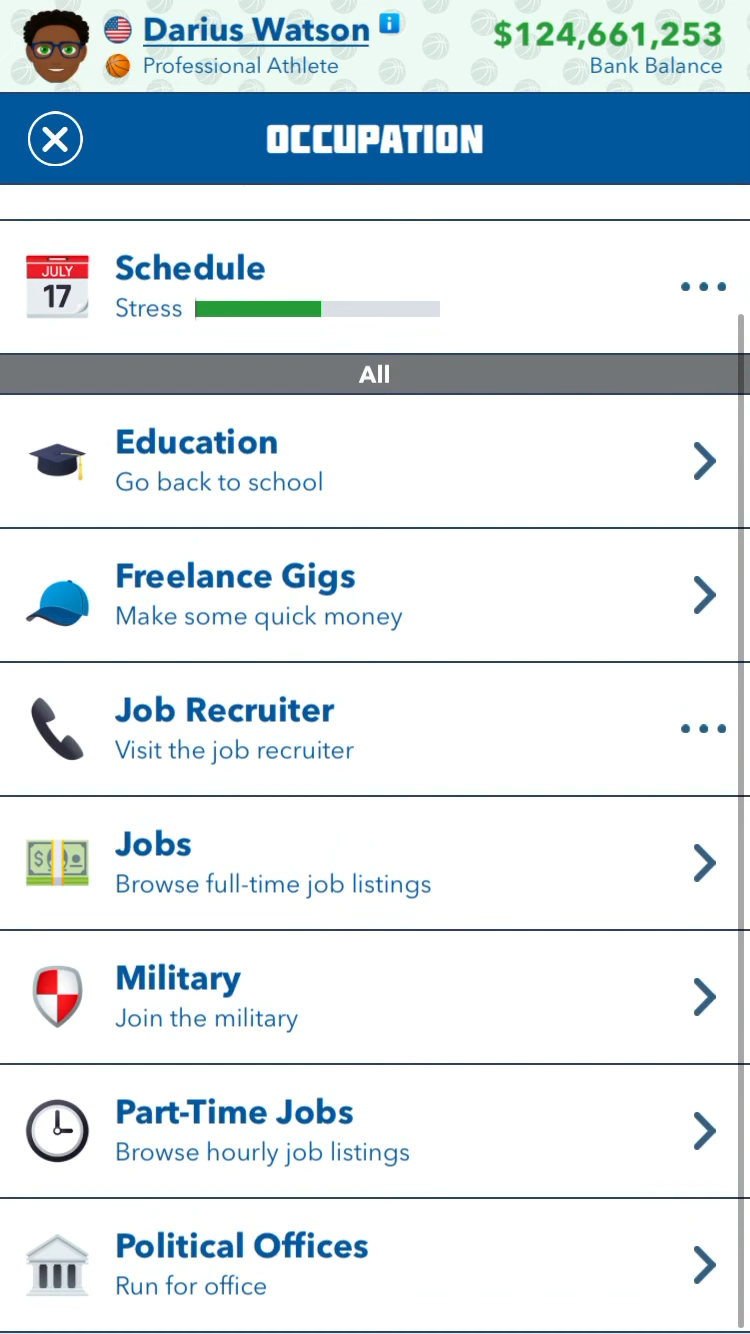 Darius Watson
$124,661,253
Professional Athlete
Bank Balance
OCCUPATION
JULY
17
Schedule
Stress
All
Education
Go back to school
Freelance Gigs
Make some quick money
Job Recruiter
Visit the job recruiter
Jobs
Browse full-time job listings
Military
Join the military
Part-Time Jobs
Browse hourly job listings
Political Offices
Run for office